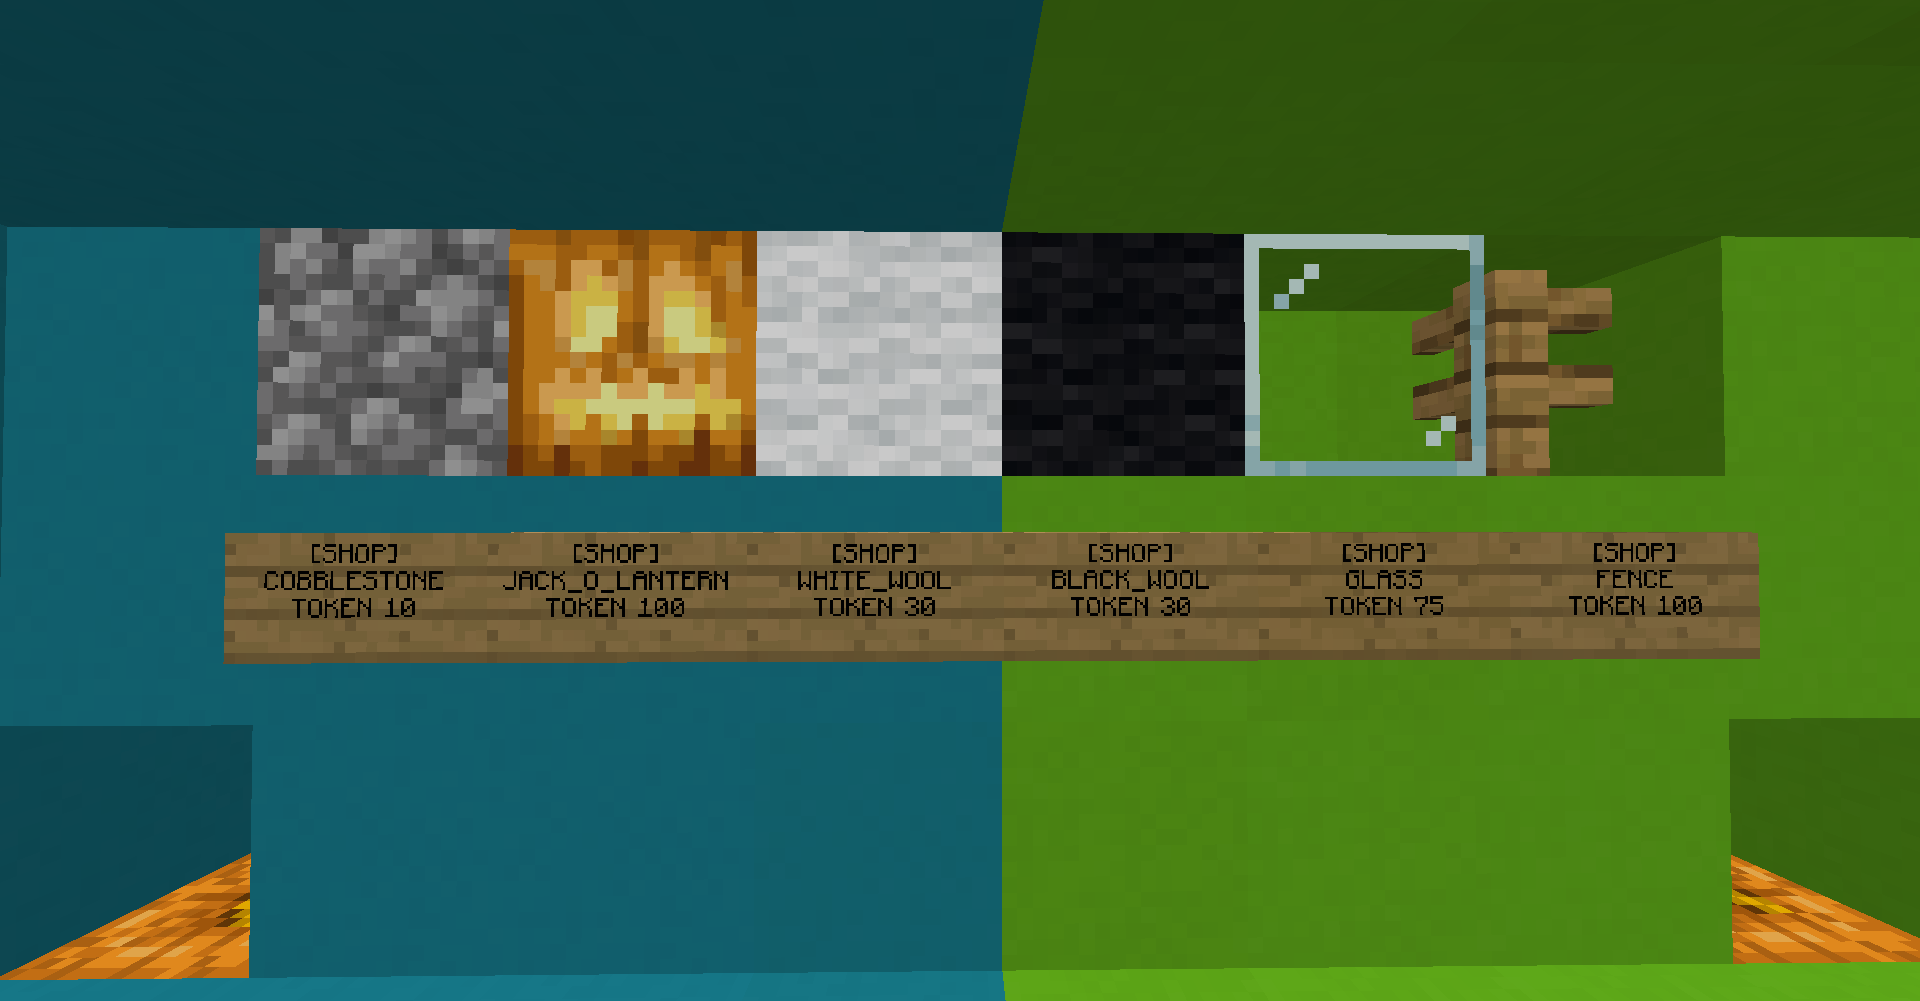 [SHOP]
COBBLESTONE
TOKEN 10
[SHOP]
JACK_O_LANTERN
TOKEN 100
[SHOP]
WHITE_WOOL
TOKEN 30
[SHOP]
BLACK_WOOL
TOKEN 30
[SHOP]
GLASS
TOKEN 75
[SHOP]
FENCE
TOKEN 100